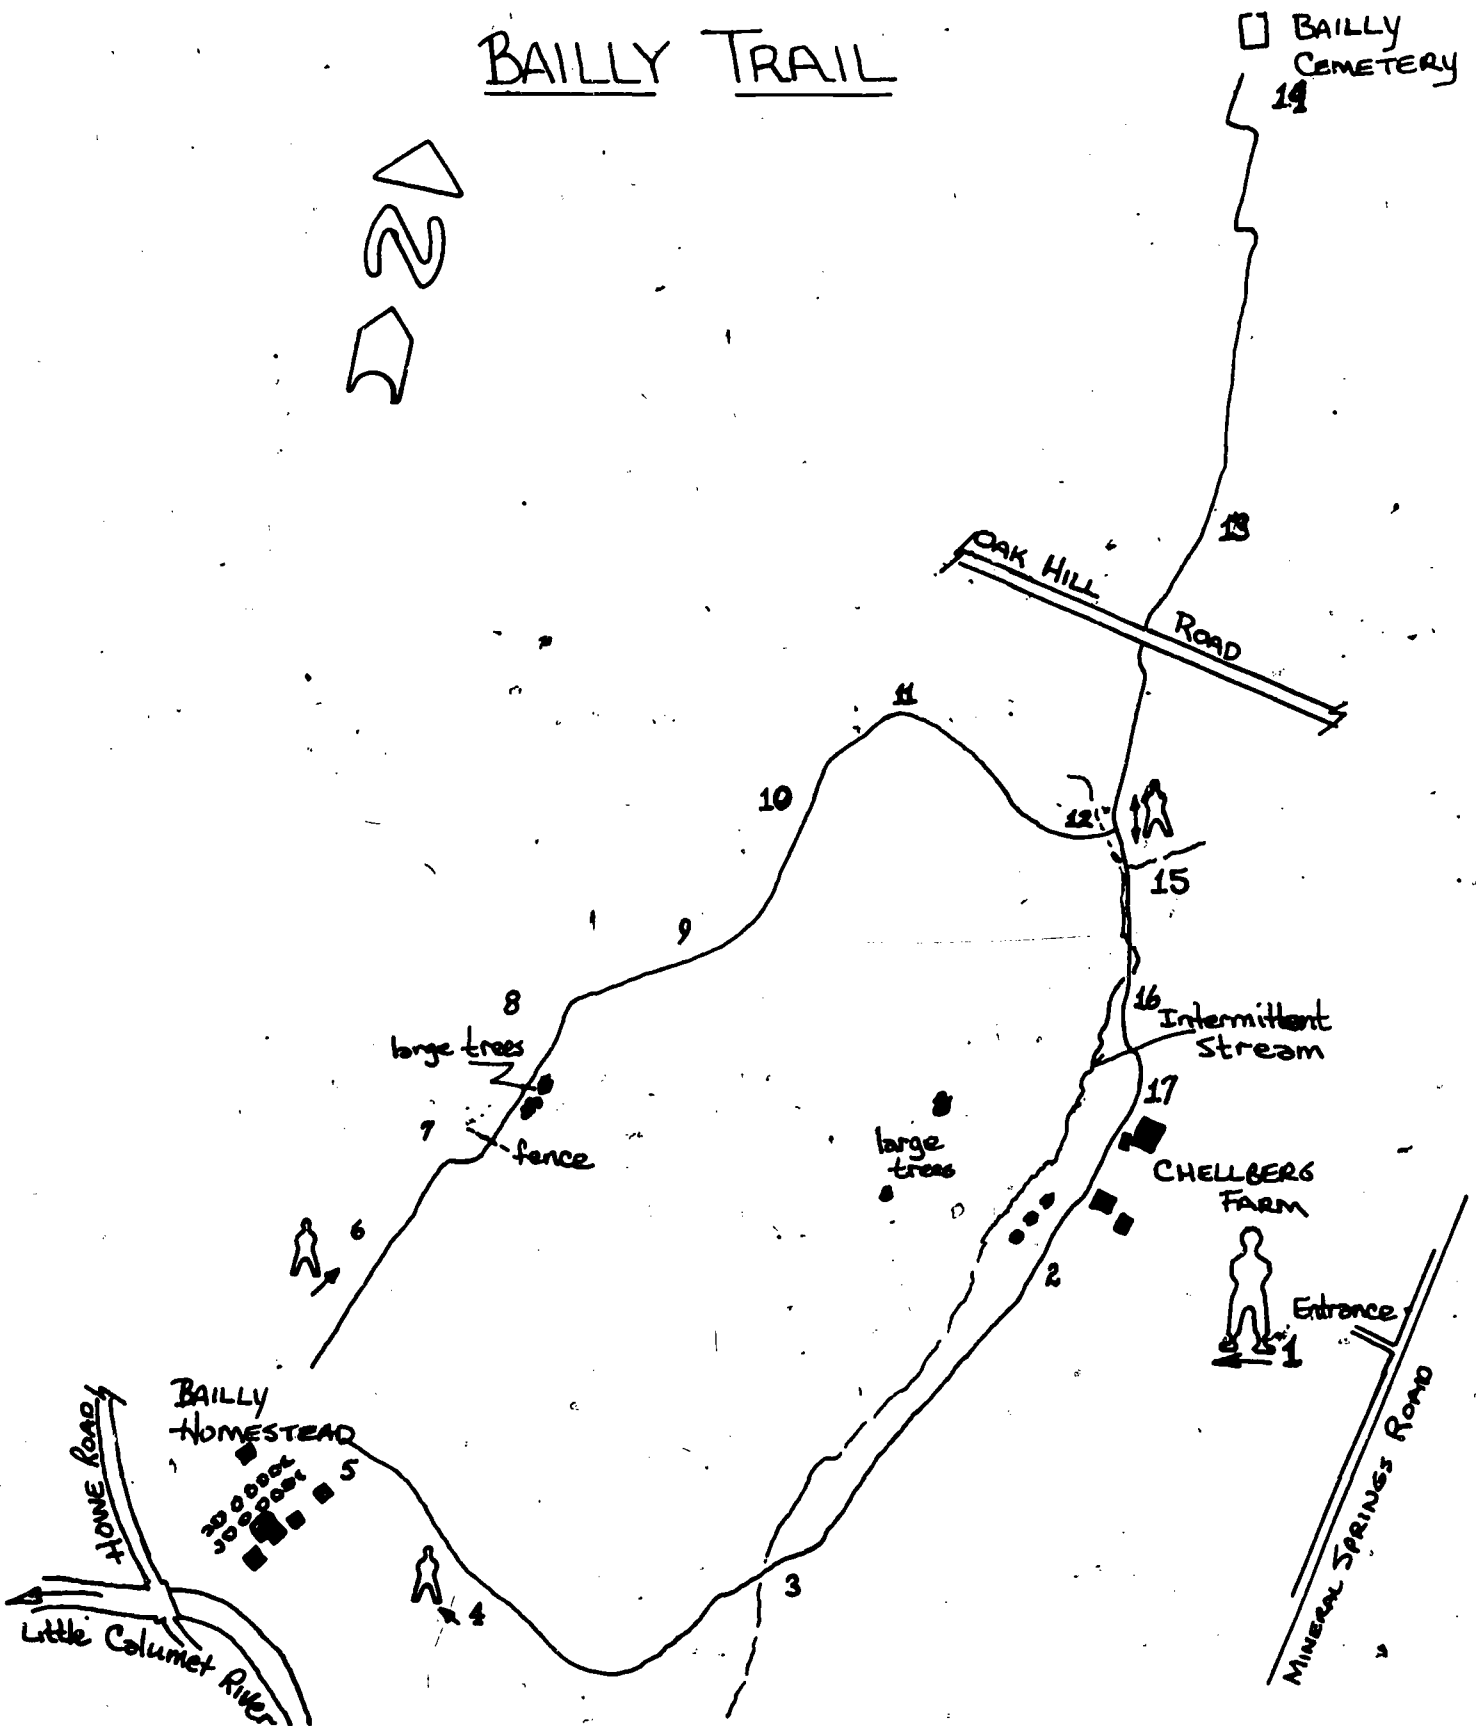 BAILLY TRAIL
BAILLY
CEMETERY
14
N
13
OAK HILL
ROAD
11
10
12
15
9
8
16
large trees
Intermittent
Stream
17
7
fence
large
trees
CHELLBERG
FARM
6
2
Entrance
1
BAILLY
HOMESTEAD
5
HOWE ROAD
MINERAL SPRINGS ROAD
3
4
Little Calumet River